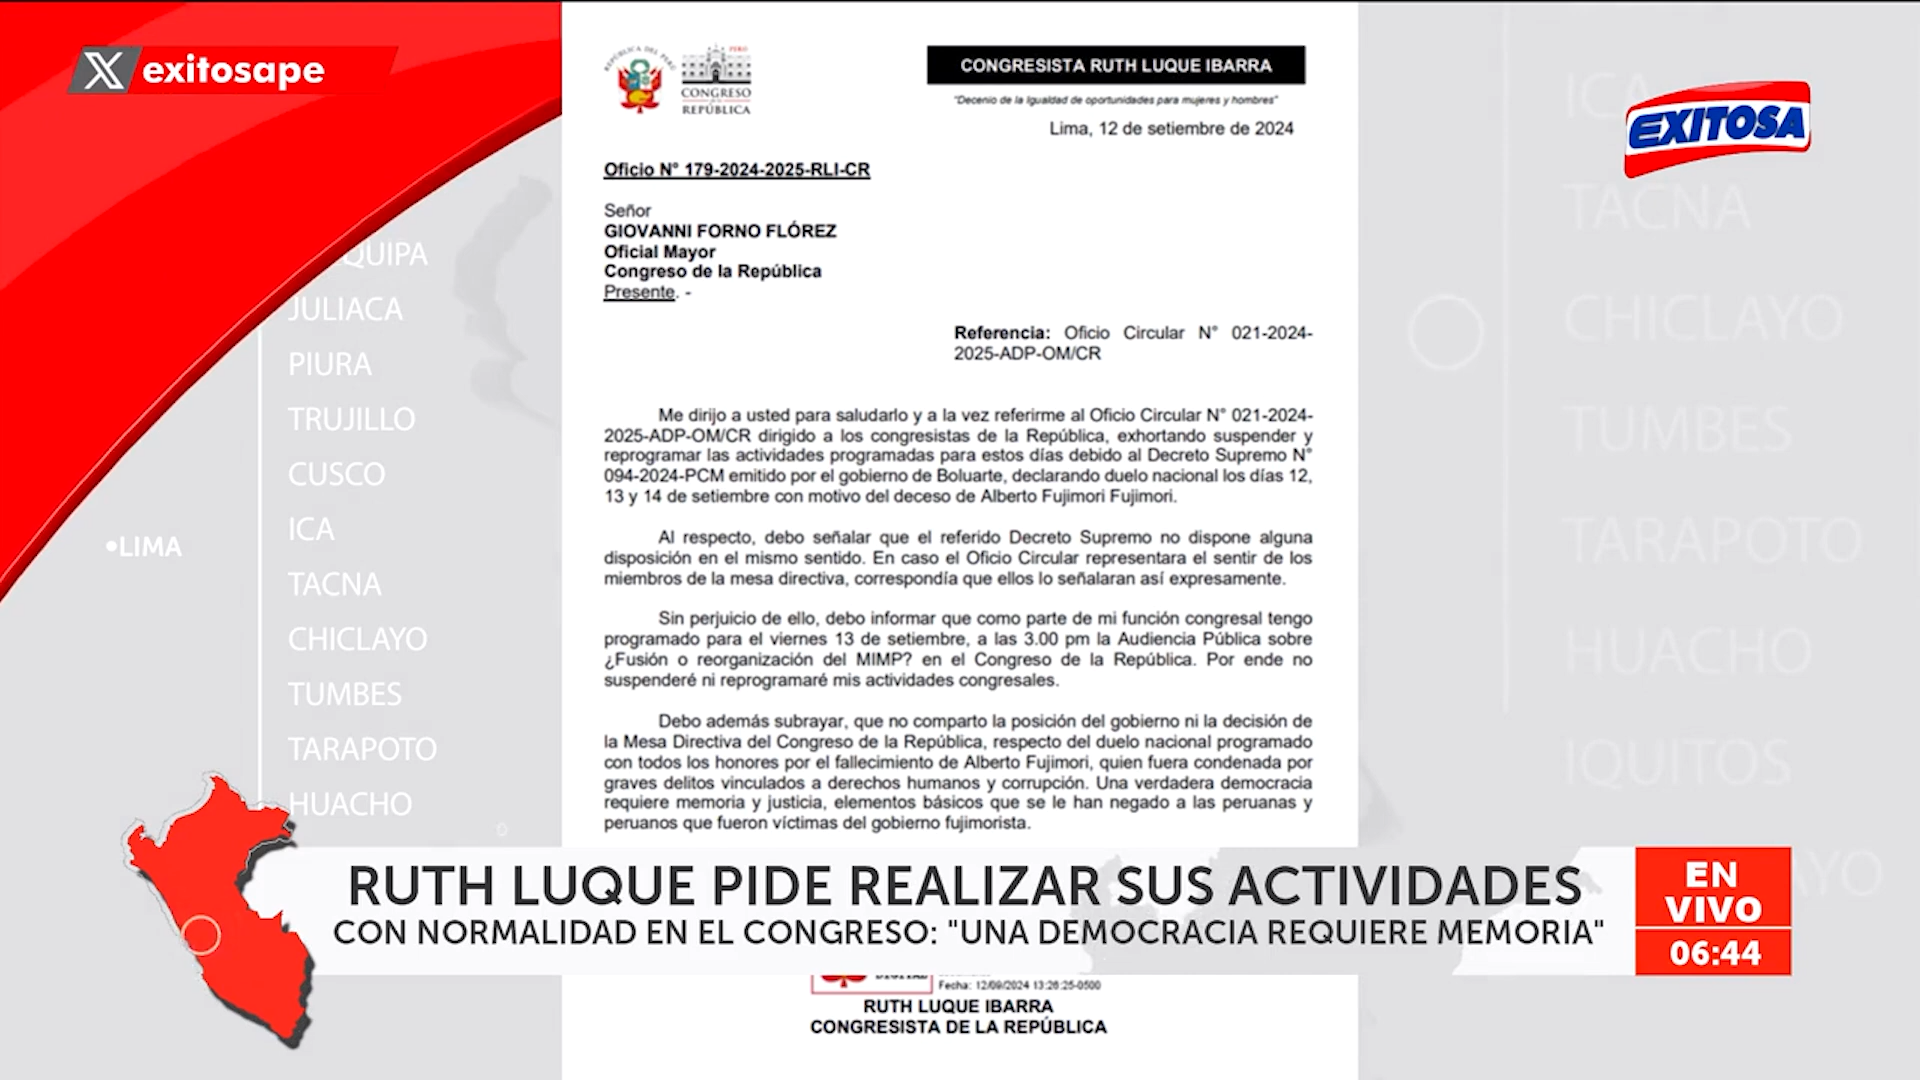 exitosape
REPÚBLICA DEL PERÚ
PERÚ
CONGRESO
REPÚBLICA
CONGRESISTA RUTH LUQUE IBARRA
"Decenio de la Igualdad de oportunidades para mujeres y hombres"
Lima, 12 de setiembre de 2024
EXITOSA
Oficio N° 179-2024-2025-RLI-CR
Señor
GIOVANNI FORNO FLÓREZ
Oficial Mayor
Congreso de la República
Presente. -
Referencia: Oficio Circular N° 021-2024-
2025-ADP-OM/CR
Me dirijo a usted para saludarlo y a la vez referirme al Oficio Circular N° 021-2024-
2025-ADP-OM/CR dirigido a los congresistas de la República, exhortando suspender y
reprogramar las actividades programadas para estos días debido al Decreto Supremo N°
094-2024-PCM emitido por el gobierno de Boluarte, declarando duelo nacional los días 12,
13 y 14 de setiembre con motivo del deceso de Alberto Fujimori Fujimori.
Al respecto, debo señalar que el referido Decreto Supremo no dispone alguna
disposición en el mismo sentido. En caso el Oficio Circular representara el sentir de los
miembros de la mesa directiva, correspondía que ellos lo señalaran así expresamente.
Sin perjuicio de ello, debo informar que como parte de mi función congresal tengo
programado para el viernes 13 de setiembre, a las 3.00 pm la Audiencia Pública sobre
¿Fusión o reorganización del MIMP? en el Congreso de la República. Por ende no
suspenderé ni reprogramaré mis actividades congresales.
Debo además subrayar, que no comparto la posición del gobierno ni la decisión de
la Mesa Directiva del Congreso de la República, respecto del duelo nacional programado
con todos los honores por el fallecimiento de Alberto Fujimori, quien fuera condenada por
graves delitos vinculados a derechos humanos y corrupción. Una verdadera democracia
requiere memoria y justicia, elementos básicos que se le han negado a las peruanas y
peruanos que fueron víctimas del gobierno fujimorista.
Fecha: 12/09/2024 13:26:25-0500
RUTH LUQUE IBARRA
CONGRESISTA DE LA REPÚBLICA
•LIMA
QUIPA
JULIACA
PIURA
TRUJILLO
CUSCO
ICA
TACNA
CHICLAYO
TUMBES
TARAPOTO
HUACHO
ICA
TACNA
CHICLAYO
TUMBES
TARAPOTO
HUACHO
IQUITOS
AYO
RUTH LUQUE PIDE REALIZAR SUS ACTIVIDADES
CON NORMALIDAD EN EL CONGRESO: "UNA DEMOCRACIA REQUIERE MEMORIA"
EN
VIVO
06:44